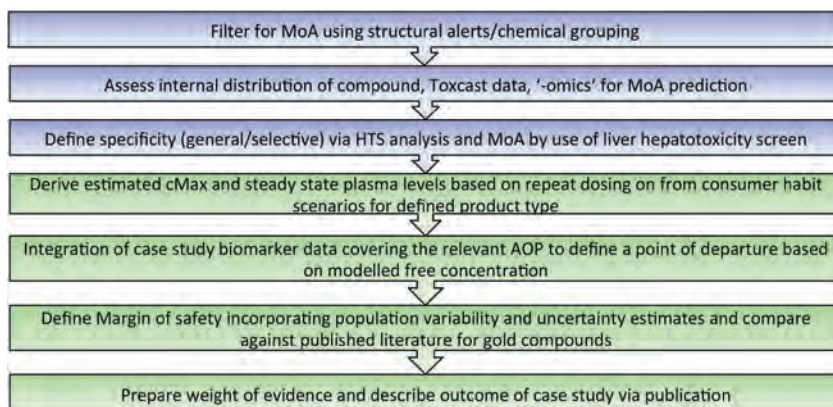 Filter for MoA using structural alerts/chemical grouping
Assess internal distribution of compound, Toxcast data, ‘-omics’ for MoA prediction
Define specificity (general/selective) via HTS analysis and MoA by use of liver hepatotoxicity screen
Derive estimated cMax and steady state plasma levels based on repeat dosing on from consumer habit
scenarios for defined product type
Integration of case study biomarker data covering the relevant AOP to define a point of departure based
on modelled free concentration
Define Margin of safety incorporating population variability and uncertainty estimates and compare
against published literature for gold compounds
Prepare weight of evidence and describe outcome of case study via publication